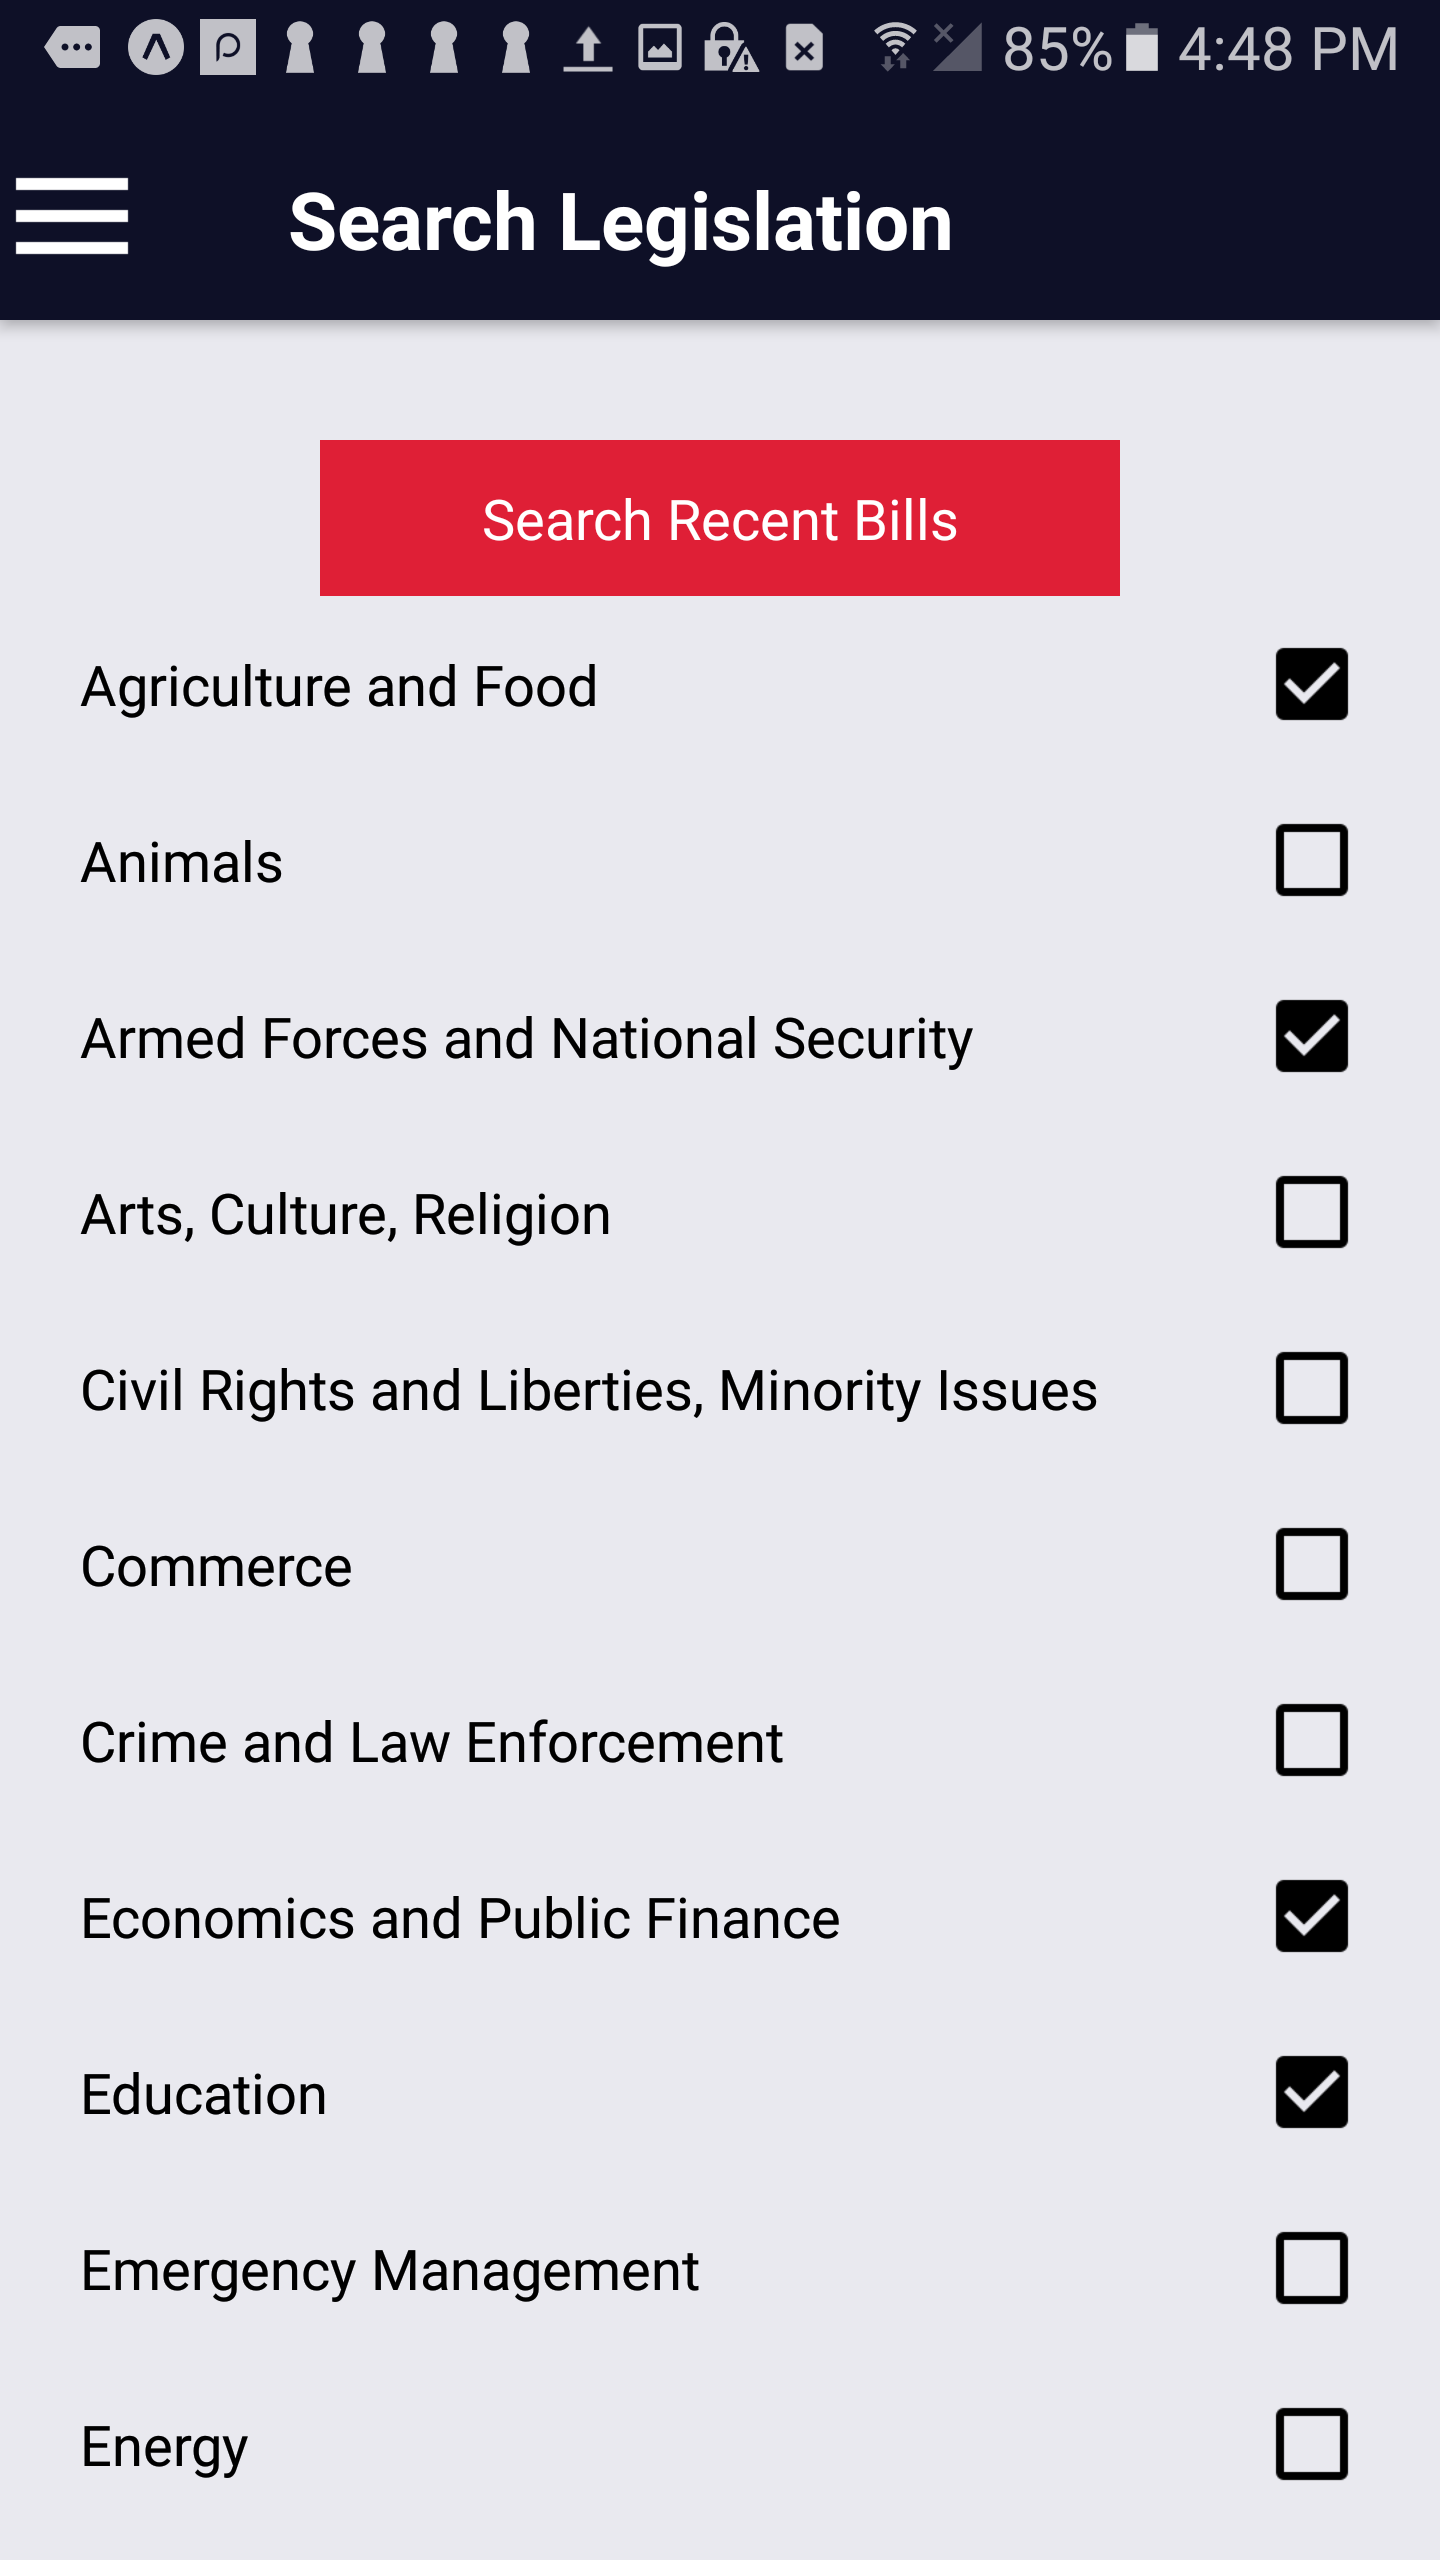 85% 4:48 PM
Search Legislation
Search Recent Bills
Agriculture and Food
Animals
Armed Forces and National Security
Arts, Culture, Religion
Civil Rights and Liberties, Minority Issues
Commerce
Crime and Law Enforcement
Economics and Public Finance
Education
Emergency Management
Energy